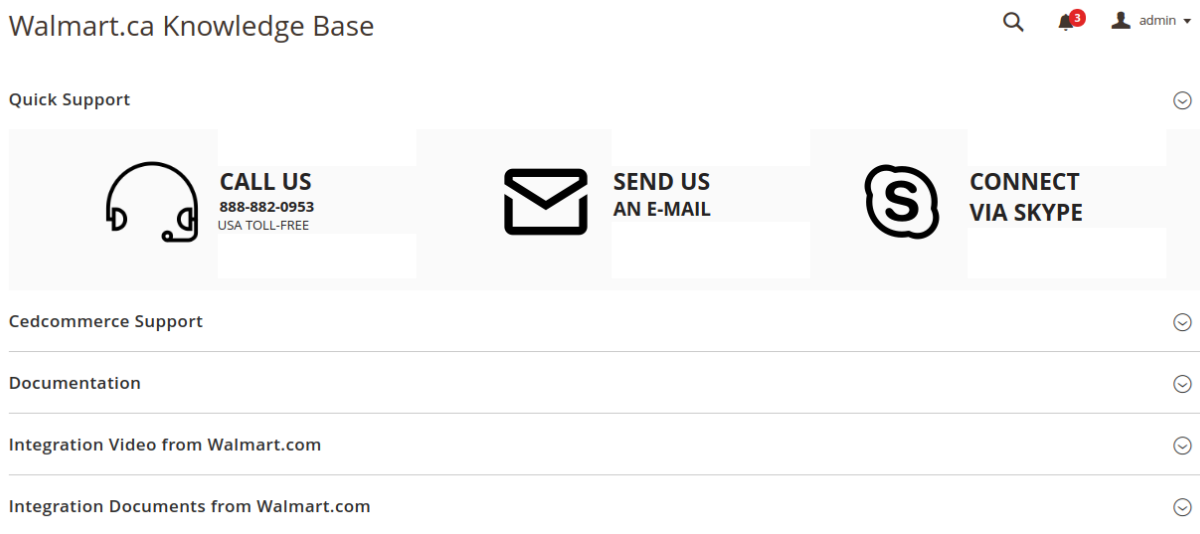 Walmart.ca Knowledge Base
3
admin
Quick Support
CALL US
888-882-0953
USA TOLL-FREE
SEND US
AN E-MAIL
S
CONNECT
VIA SKYPE
Cedcommerce Support
Documentation
Integration Video from Walmart.com
Integration Documents from Walmart.com